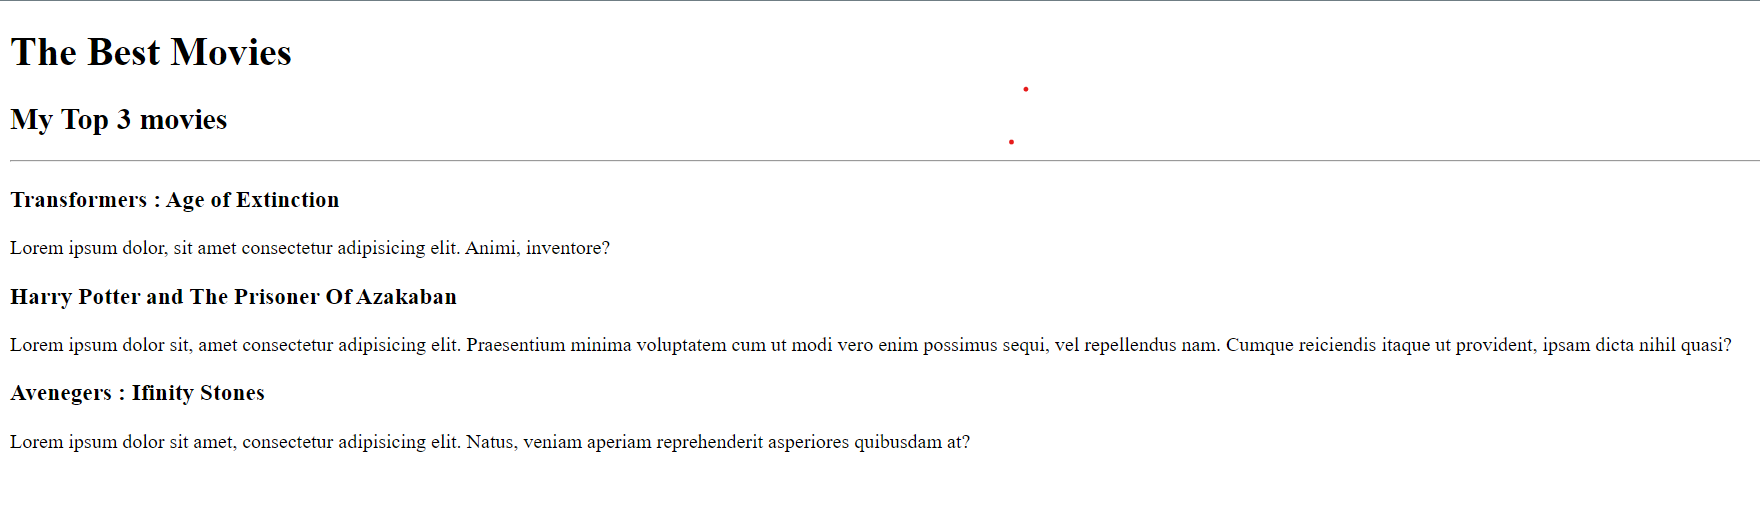 The Best Movies
My Top 3 movies
Transformers : Age of Extinction
Lorem ipsum dolor, sit amet consectetur adipisicing elit. Animi, inventore?
Harry Potter and The Prisoner Of Azakaban
Lorem ipsum dolor sit, amet consectetur adipisicing elit. Praesentium minima voluptatem cum ut modi vero enim possimus sequi, vel repellendus nam. Cumque reiciendis itaque ut provident, ipsam dicta nihil quasi?
Avenegers : Ifinity Stones
Lorem ipsum dolor sit amet, consectetur adipisicing elit. Natus, veniam aperiam reprehenderit asperiores quibusdam at?